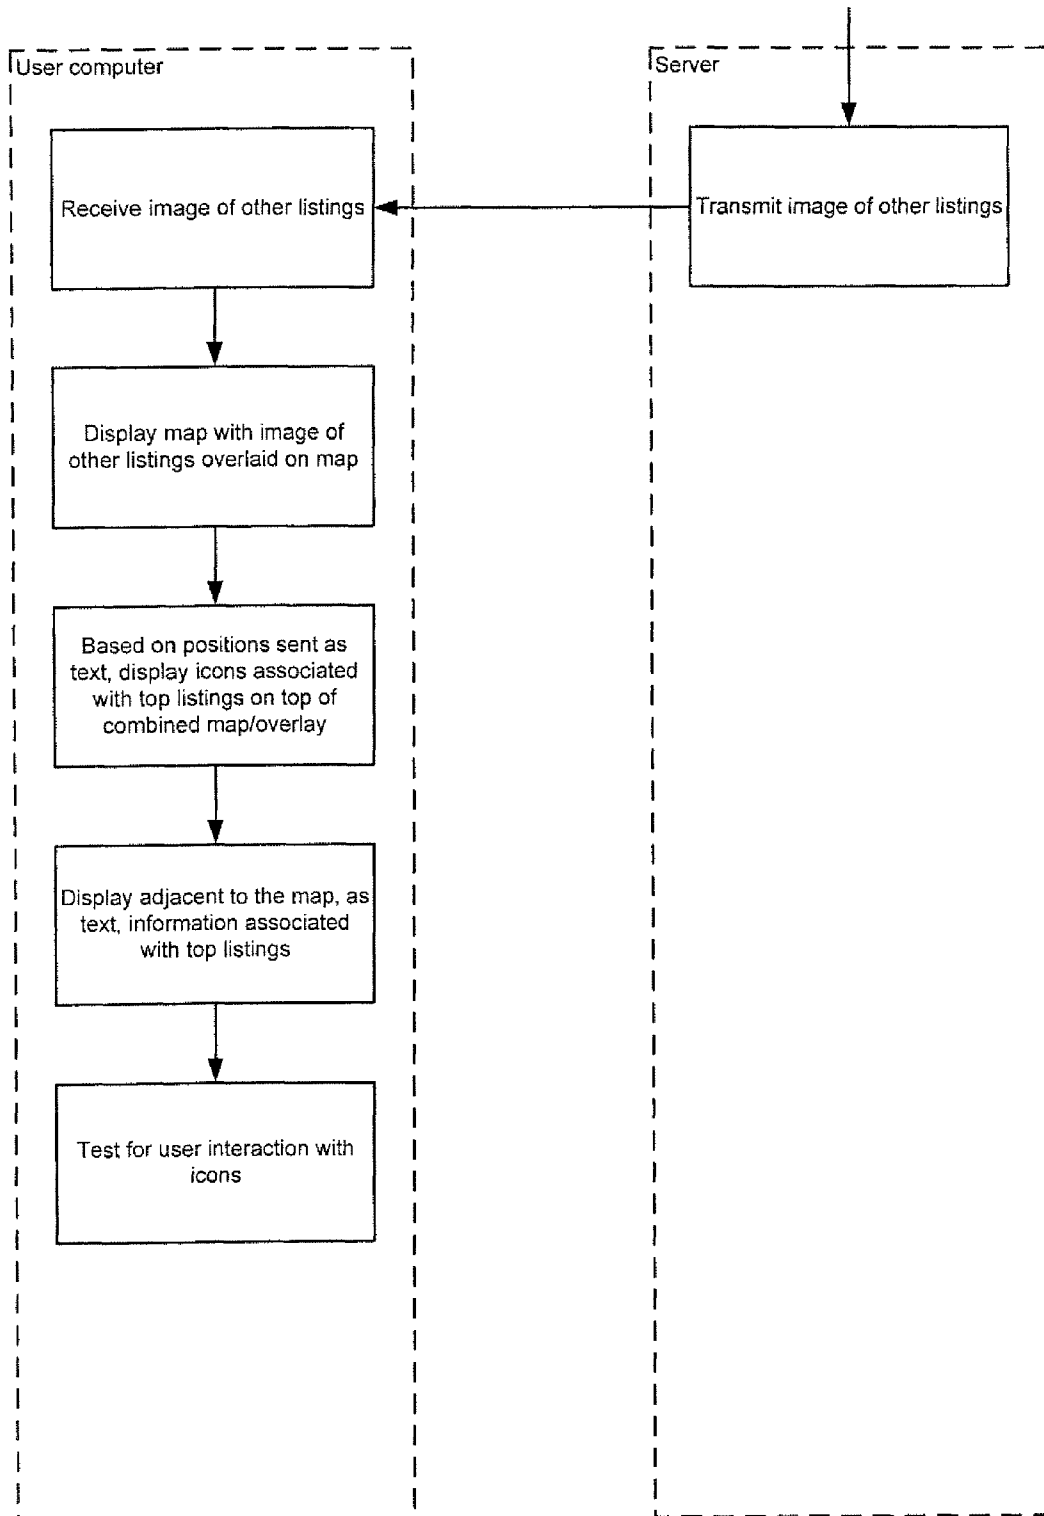 User computer
Server
Receive image of other listings
Transmit image of other listings
Display map with image of
other listings overlaid on map
Based on positions sent as
text, display icons associated
with top listings on top of
combined map/overlay
Display adjacent to the map, as
text, information associated
with top listings
Test for user interaction with
icons